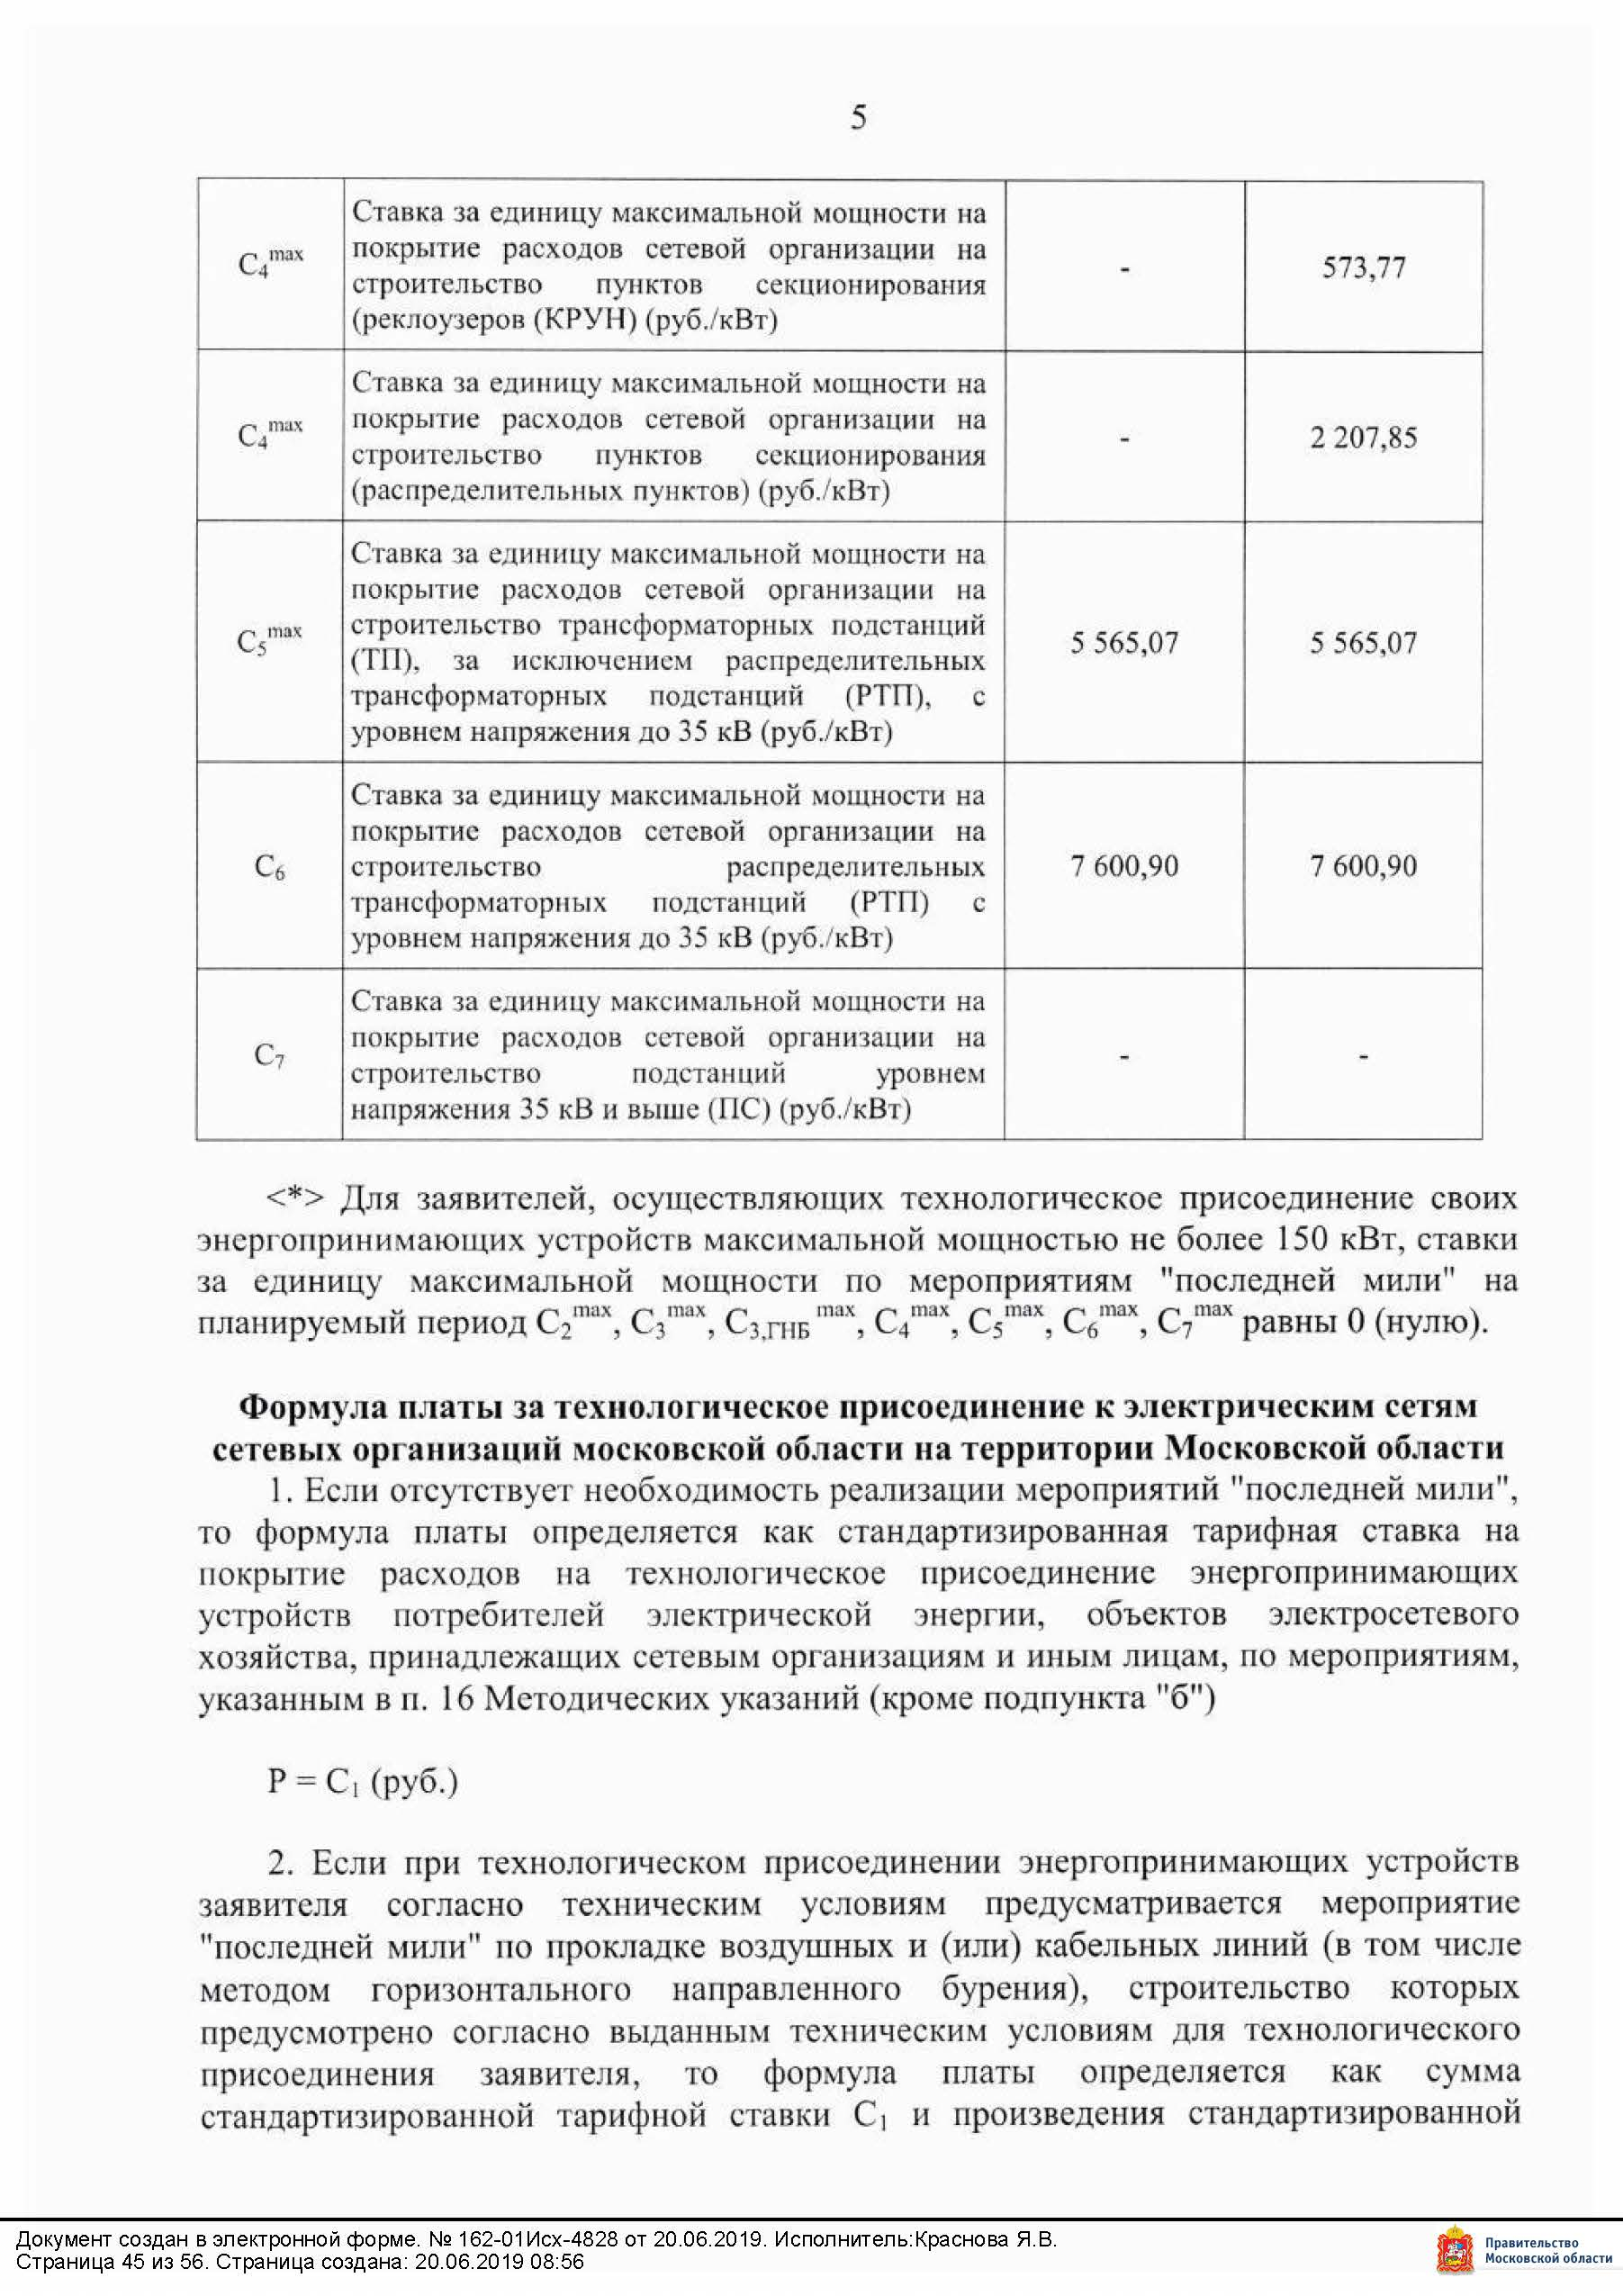 5
C₄ᵐᵃˣ
Ставка за единицу максимальной мощности на
покрытие расходов сетевой организации на
строительство пунктов секционирования
(реклоузеров (КРУН) (руб./кВт)
-
573,77
C₄ᵐᵃˣ
Ставка за единицу максимальной мощности на
покрытие расходов сетевой организации на
строительство пунктов секционирования
(распределительных пунктов) (руб./кВт)
-
2 207,85
C₅ᵐᵃˣ
Ставка за единицу максимальной мощности на
покрытие расходов сетевой организации на
строительство трансформаторных подстанций
(ТП), за исключением распределительных
трансформаторных подстанций (РТП), с
уровнем напряжения до 35 кВ (руб./кВт)
5 565,07
5 565,07
C₆
Ставка за единицу максимальной мощности на
покрытие расходов сетевой организации на
строительство распределительных
трансформаторных подстанций (РТП) с
уровнем напряжения до 35 кВ (руб./кВт)
7 600,90
7 600,90
C₇
Ставка за единицу максимальной мощности на
покрытие расходов сетевой организации на
строительство подстанций уровнем
напряжения 35 кВ и выше (ПС) (руб./кВт)
-
-
<*> Для заявителей, осуществляющих технологическое присоединение своих
энергопринимающих устройств максимальной мощностью не более 150 кВт, ставки
за единицу максимальной мощности по мероприятиям "последней мили" на
планируемый период C₂ᵐᵃˣ, C₃ᵐᵃˣ, C₃,ГНБ ᵐᵃˣ, C₄ᵐᵃˣ, C₅ᵐᵃˣ, C₆ᵐᵃˣ, C₇ᵐᵃˣ равны 0 (нулю).
Формула платы за технологическое присоединение к электрическим сетям
сетевых организаций московской области на территории Московской области
1. Если отсутствует необходимость реализации мероприятий "последней мили",
то формула платы определяется как стандартизированная тарифная ставка на
покрытие расходов на технологическое присоединение энергопринимающих
устройств потребителей электрической энергии, объектов электросетевого
хозяйства, принадлежащих сетевым организациям и иным лицам, по мероприятиям,
указанным в п. 16 Методических указаний (кроме подпункта "б")
P = C₁ (руб.)
2. Если при технологическом присоединении энергопринимающих устройств
заявителя согласно техническим условиям предусматривается мероприятие
"последней мили" по прокладке воздушных и (или) кабельных линий (в том числе
методом горизонтального направленного бурения), строительство которых
предусмотрено согласно выданным техническим условиям для технологического
присоединения заявителя, то формула платы определяется как сумма
стандартизированной тарифной ставки C₁ и произведения стандартизированной
Документ создан в электронной форме. № 162-01Исх-4828 от 20.06.2019. Исполнитель:Краснова Я.В.
Страница 45 из 56. Страница создана: 20.06.2019 08:56
Правительство
Московской области